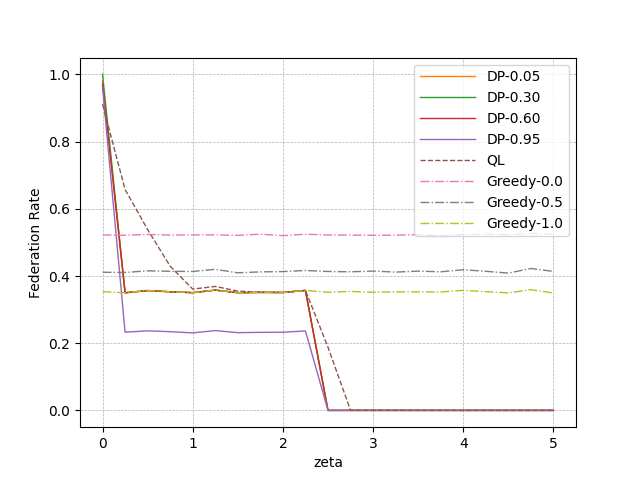 1.0
0.8
0.6
0.4
0.2
0.0
Federation Rate
0
1
2
3
4
5
zeta
DP-0.05
DP-0.30
DP-0.60
DP-0.95
QL
Greedy-0.0
Greedy-0.5
Greedy-1.0